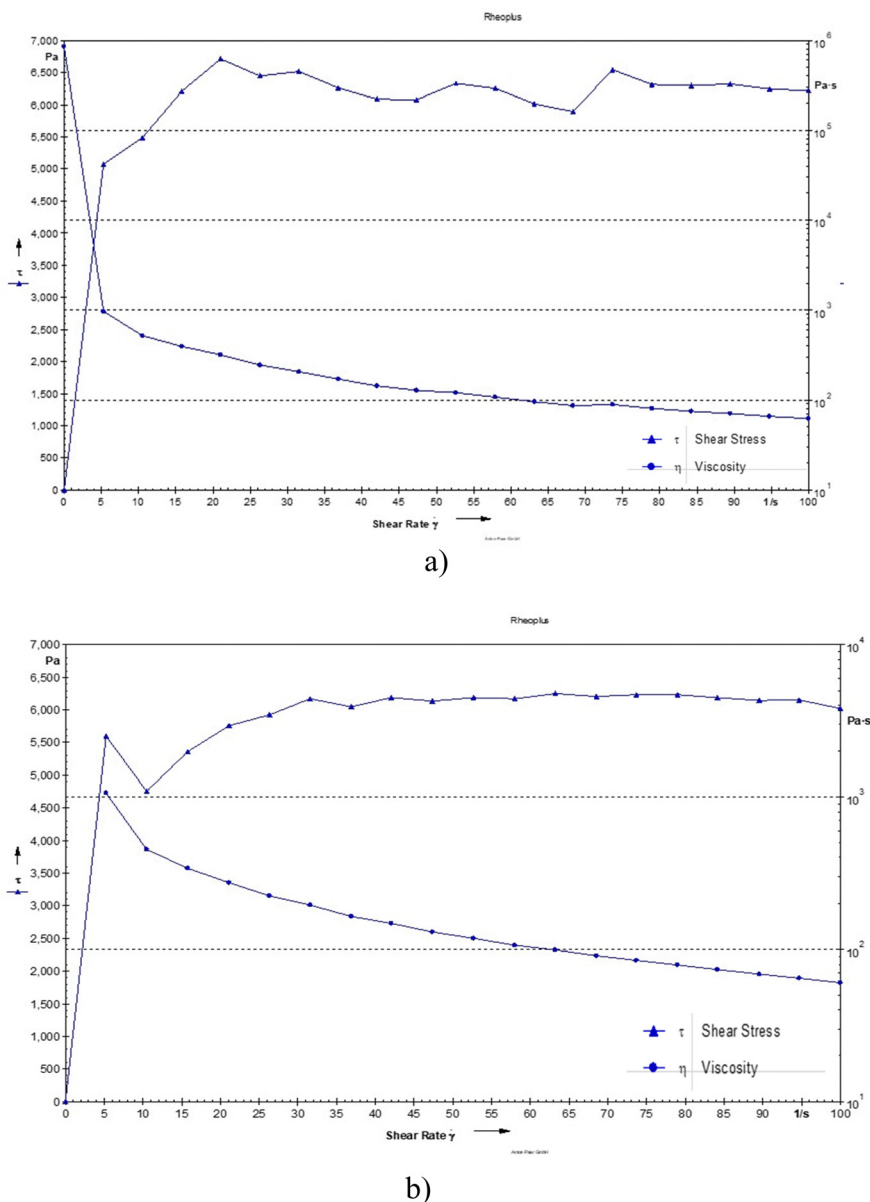 Rheoplus
7,000
Pa
6,500
6,000
5,500
5,000
4,500
4,000
3,500
3,000
2,500
2,000
1,500
1,000
500
0
τ
10^6
Pa·s
10^5
10^4
10^3
10^2
10^1
τ Shear Stress
η Viscosity
0 5 10 15 20 25 30 35 40 45 50 55 60 65 70 75 80 85 90 1/s 100
Shear Rate γ̇
Anton Paar GmbH
a)
Rheoplus
7,000
Pa
6,500
6,000
5,500
5,000
4,500
4,000
3,500
3,000
2,500
2,000
1,500
1,000
500
0
τ
10^4
Pa·s
10^3
10^2
10^1
τ Shear Stress
η Viscosity
0 5 10 15 20 25 30 35 40 45 50 55 60 65 70 75 80 85 90 1/s 100
Shear Rate γ̇
Anton Paar GmbH
b)